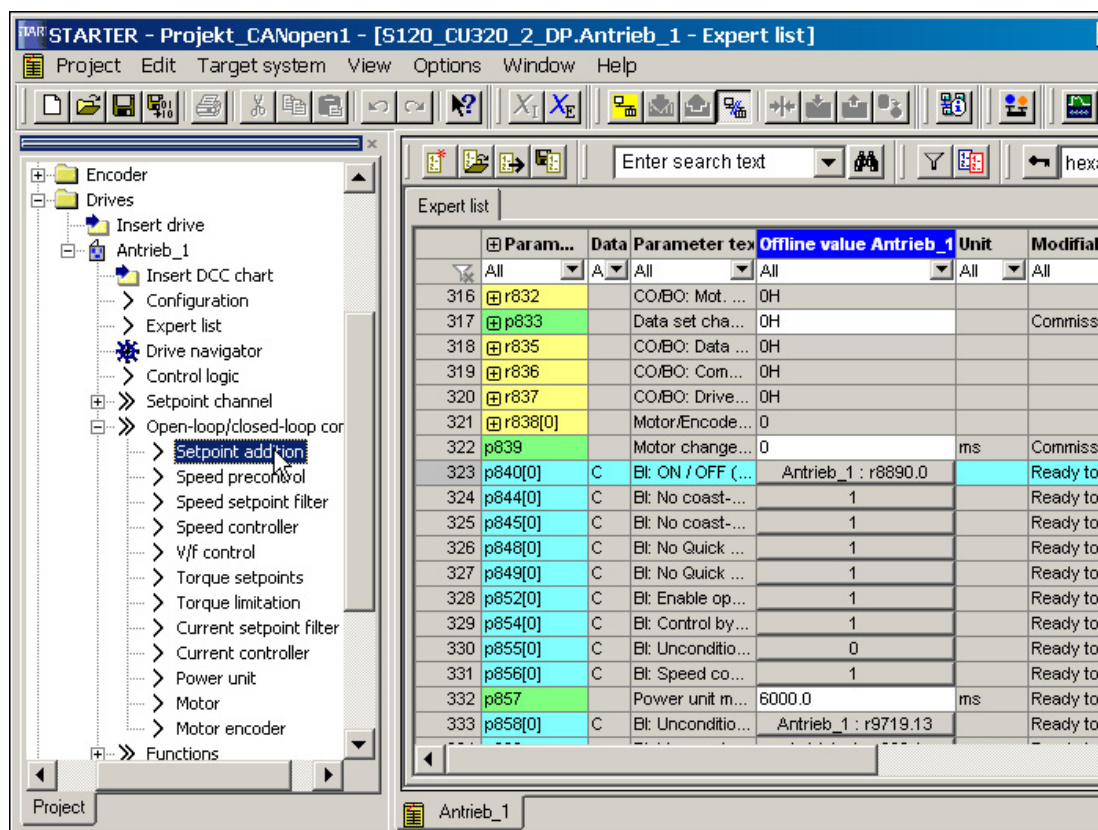 STARTER - Projekt_CANopen1 - [S120_CU320_2_DP.Antrieb_1 - Expert list]
Project Edit Target system View Options Window Help
Encoder
Drives
Insert drive
Antrieb_1
Insert DCC chart
Configuration
Expert list
Drive navigator
Control logic
Setpoint channel
Open-loop/closed-loop cor
Setpoint addition
Speed precontrol
Speed setpoint filter
Speed controller
V/f control
Torque setpoints
Torque limitation
Current setpoint filter
Current controller
Power unit
Motor
Motor encoder
Functions
Project
Enter search text hexa
Expert list
Param... Data Parameter tex Offline value Antrieb_1 Unit Modifial
All A All All All All
316 r832 CO/BO: Mot. ... 0H
317 p833 Data set cha... 0H Commiss
318 r835 CO/BO: Data ... 0H
319 r836 CO/BO: Com... 0H
320 r837 CO/BO: Drive... 0H
321 r838[0] Motor/Encode... 0
322 p839 Motor change... 0 ms Commiss
323 p840[0] C BI: ON / OFF (... Antrieb_1 : r8890.0 Ready to
324 p844[0] C BI: No coast-... 1 Ready to
325 p845[0] C BI: No coast-... 1 Ready to
326 p848[0] C BI: No Quick ... 1 Ready to
327 p849[0] C BI: No Quick ... 1 Ready to
328 p852[0] C BI: Enable op... 1 Ready to
329 p854[0] C BI: Control by... 1 Ready to
330 p855[0] C BI: Unconditio... 0 Ready to
331 p856[0] C BI: Speed co... 1 Ready to
332 p857 Power unit m... 6000.0 ms Ready to
333 p858[0] C BI: Unconditio... Antrieb_1 : r9719.13 Ready to
Antrieb_1